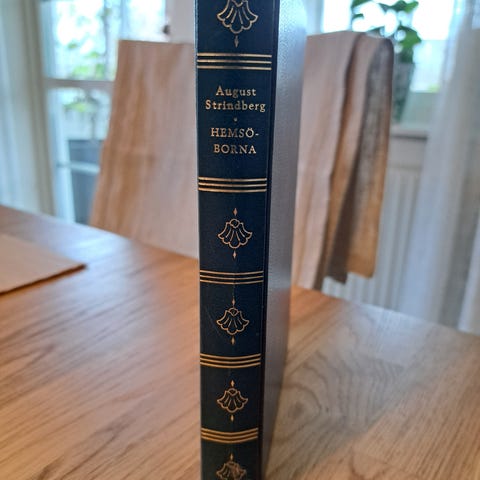 August
Strindberg
HEMSÖ-
BORNA